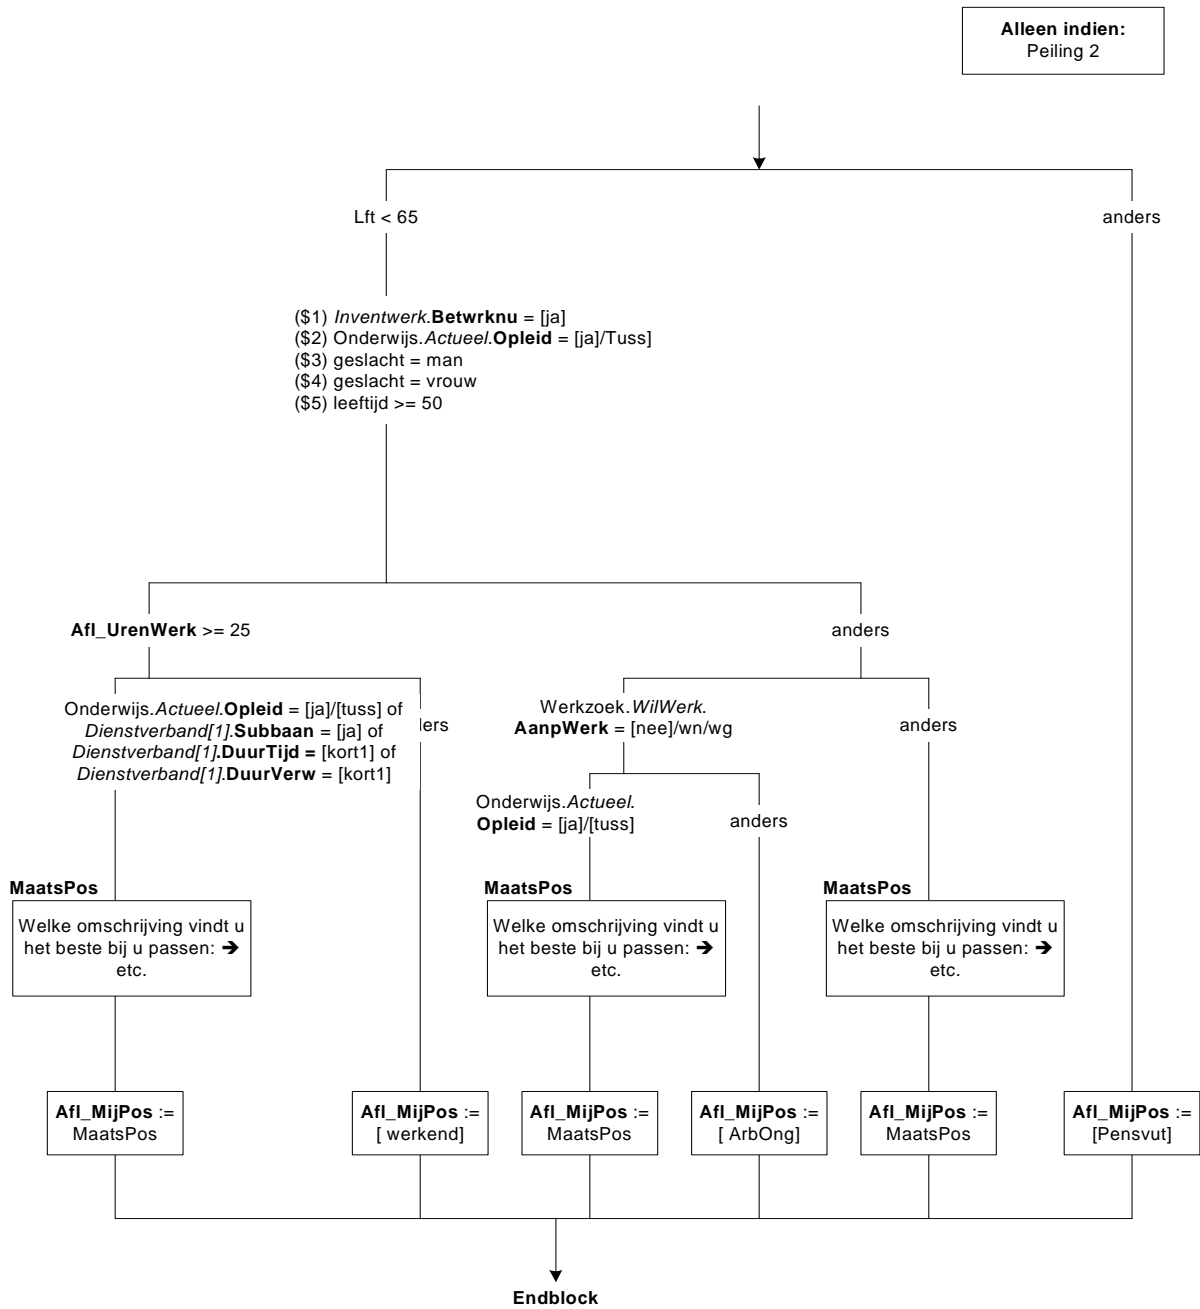 Alleen indien:
Peiling 2
Lft < 65
anders
($1) Inventwerk.Betwrknu = [ja]
($2) Onderwijs.Actueel.Opleid = [ja]/Tuss]
($3) geslacht = man
($4) geslacht = vrouw
($5) leeftijd >= 50
Afl_UrenWerk >= 25
anders
Onderwijs.Actueel.Opleid = [ja]/[tuss] of
Dienstverband[1].Subbaan = [ja] of
Dienstverband[1].DuurTijd = [kort1] of
Dienstverband[1].DuurVerw = [kort1]
ders
Werkzoek.WilWerk.
AanpWerk = [nee]/wn/wg
anders
Onderwijs.Actueel.
Opleid = [ja]/[tuss]
anders
MaatsPos
Welke omschrijving vindt u
het beste bij u passen: ➔
etc.
MaatsPos
Welke omschrijving vindt u
het beste bij u passen: ➔
etc.
MaatsPos
Welke omschrijving vindt u
het beste bij u passen: ➔
etc.
Afl_MijPos :=
MaatsPos
Afl_MijPos :=
[ werkend]
Afl_MijPos :=
MaatsPos
Afl_MijPos :=
[ ArbOng]
Afl_MijPos :=
MaatsPos
Afl_MijPos :=
[Pensvut]
Endblock